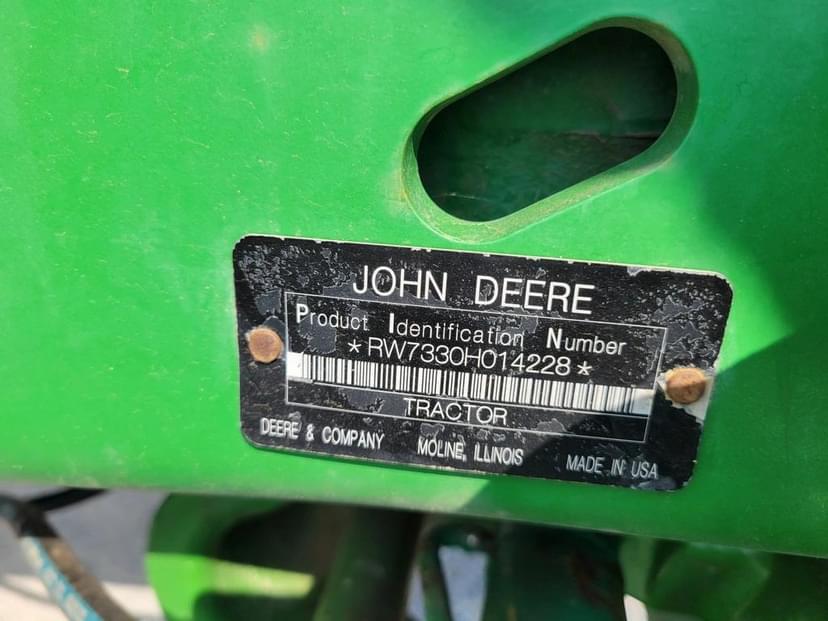 JOHN DEERE
Product Identification Number
*RW7330H014228*
TRACTOR
DEERE & COMPANY MOLINE, ILLINOIS MADE IN USA